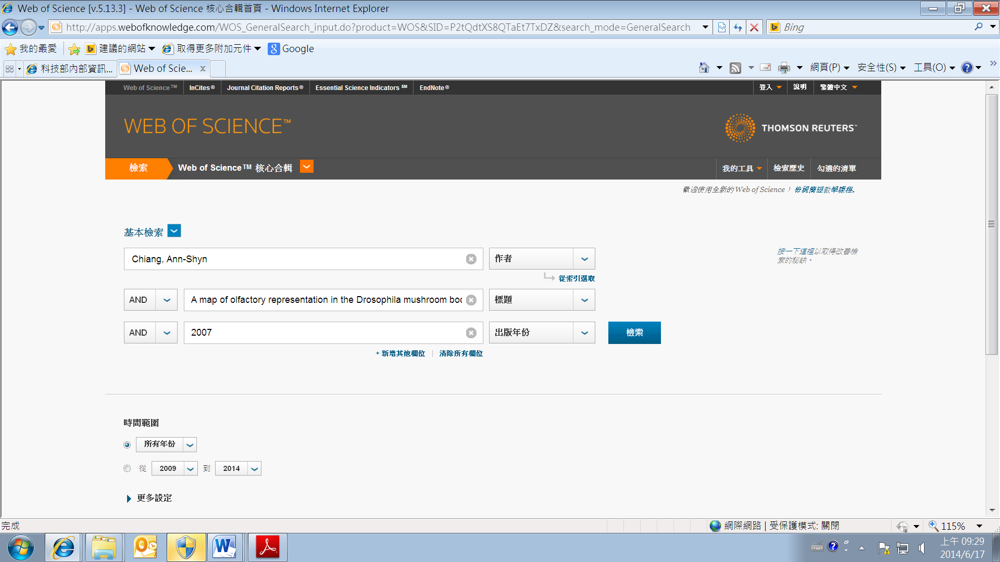 Web of Science [v.5.13.3] - Web of Science 核心合輯首頁 - Windows Internet Explorer
http://apps.webofknowledge.com/WOS_GeneralSearch_input.do?product=WOS&SID=P2tQdtXS8QTaEt7TxDZ&search_mode=GeneralSearch
Bing
我的最愛
建議的網站
取得更多附加元件
Google
科技部內部資訊...
Web of Scie...
網頁(P)
安全性(S)
工具(O)
Web of Science™
InCites®
Journal Citation Reports®
Essential Science Indicators SM
EndNote®
登入
說明
繁體中文
WEB OF SCIENCE™
THOMSON REUTERS™
檢索
Web of Science™ 核心合輯
我的工具
檢索歷史
勾選的清單
歡迎使用全新的 Web of Science！ 檢視簡短教學課程。
基本檢索
Chiang, Ann-Shyn
作者
從索引選取
接一下這裡以取得改善檢
索的秘訣。
AND
A map of olfactory representation in the Drosophila mushroom boc
標題
AND
2007
出版年份
檢索
+ 新增其他欄位
清除所有欄位
時間範圍
所有年份
從
2009
到
2014
更多設定
完成
網際網路 | 受保護模式: 關閉
115%
上午 09:29
2014/6/17